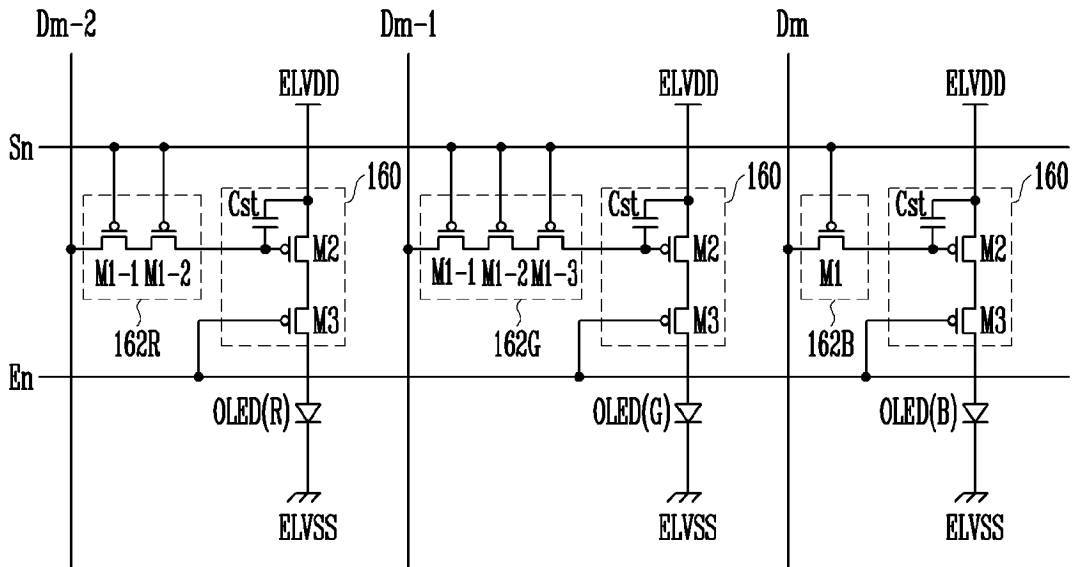 Dm-2 Dm-1 Dm
ELVDD ELVDD ELVDD
Sn
160 160 160
Cst Cst Cst
M2 M2 M2
M1-1 M1-2 M1-1 M1-2 M1-3 M1
M3 M3 M3
162R 162G 162B
En
OLED(R) OLED(G) OLED(B)
ELVSS ELVSS ELVSS